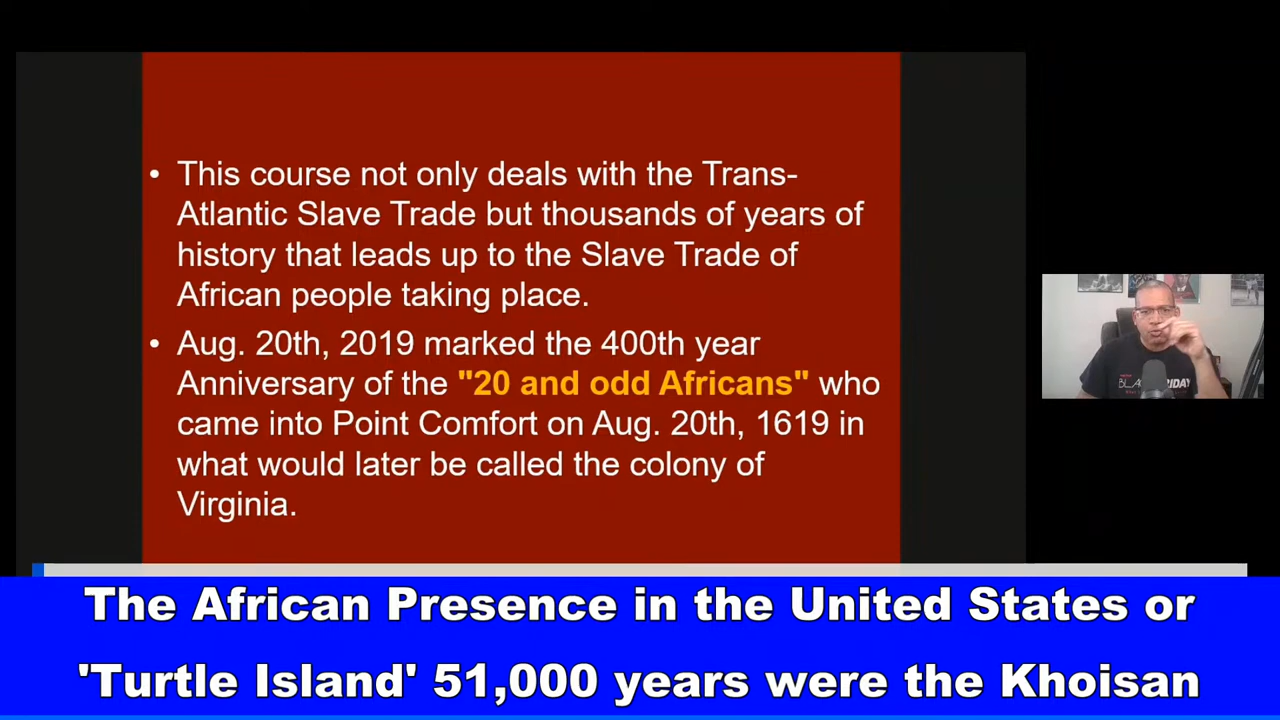 • This course not only deals with the Trans-
Atlantic Slave Trade but thousands of years of
history that leads up to the Slave Trade of
African people taking place.
• Aug. 20th, 2019 marked the 400th year
Anniversary of the "20 and odd Africans" who
came into Point Comfort on Aug. 20th, 1619 in
what would later be called the colony of
Virginia.
The African Presence in the United States or
'Turtle Island' 51,000 years were the Khoisan